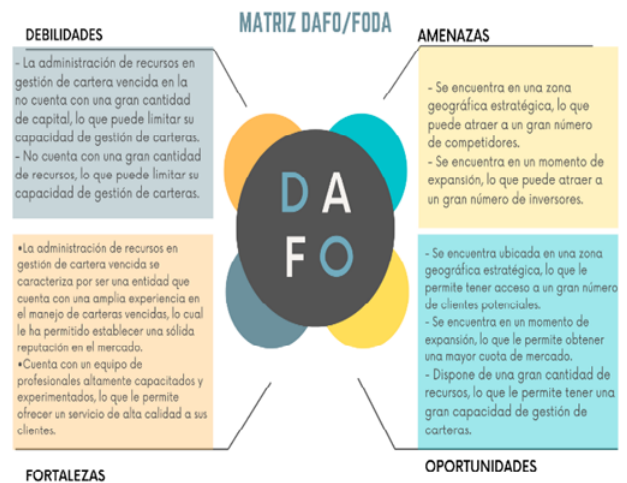 MATRIZ DAFO/FODA
DEBILIDADES
- La administración de recursos en
gestión de cartera vencida en la
no cuenta con una gran cantidad
de capital, lo que puede limitar su
capacidad de gestión de carteras.
- No cuenta con una gran cantidad
de recursos, lo que puede limitar su
capacidad de gestión de carteras.
AMENAZAS
- Se encuentra en una zona
geográfica estratégica, lo que
puede atraer a un gran número
de competidores.
- Se encuentra en un momento de
expansión, lo que puede atraer a
un gran número de inversores.
D A
F O
•La administración de recursos en
gestión de cartera vencida se
caracteriza por ser una entidad que
cuenta con una amplia experiencia en
el manejo de carteras vencidas, lo cual
le ha permitido establecer una sólida
reputación en el mercado.
•Cuenta con un equipo de
profesionales altamente capacitados y
experimentados, lo que le permite
ofrecer un servicio de alta calidad a sus
clientes.
FORTALEZAS
- Se encuentra ubicada en una zona
geográfica estratégica, lo que le
permite tener acceso a un gran número
de clientes potenciales.
- Se encuentra en un momento de
expansión, lo que le permite obtener
una mayor cuota de mercado.
- Dispone de una gran cantidad de
recursos, lo que le permite tener una
gran capacidad de gestión de
carteras.
OPORTUNIDADES